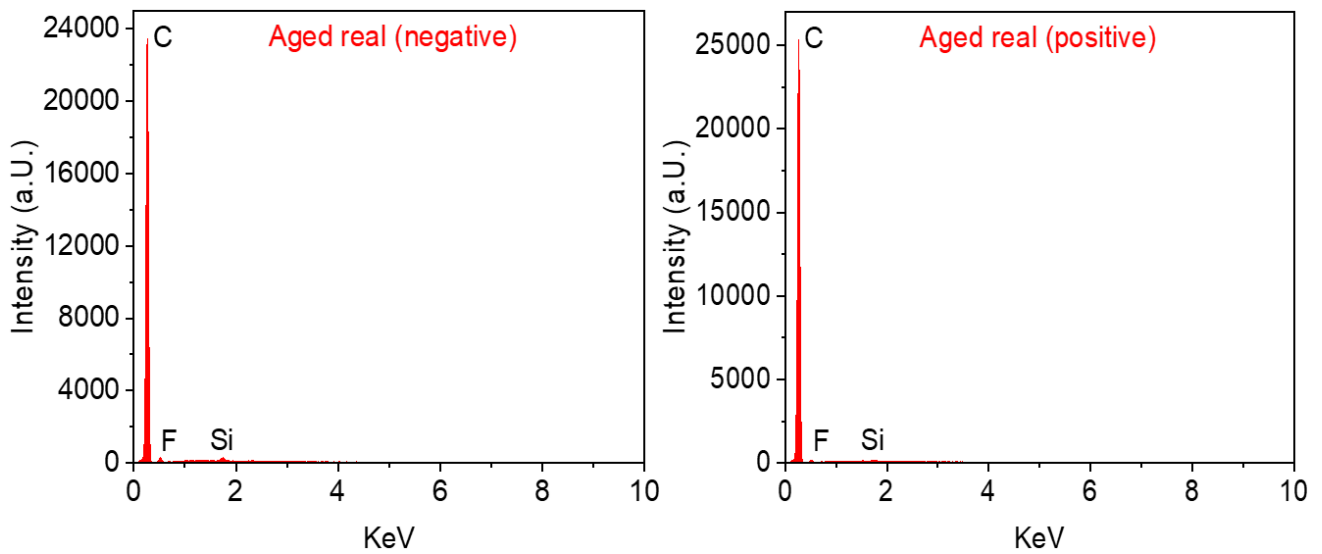 Aged real (negative)
C
F
Si
24000
20000
16000
12000
8000
4000
0
0 2 4 6 8 10
Intensity (a.U.)
KeV
Aged real (positive)
C
F
Si
25000
20000
15000
10000
5000
0
0 2 4 6 8 10
Intensity (a.U.)
KeV